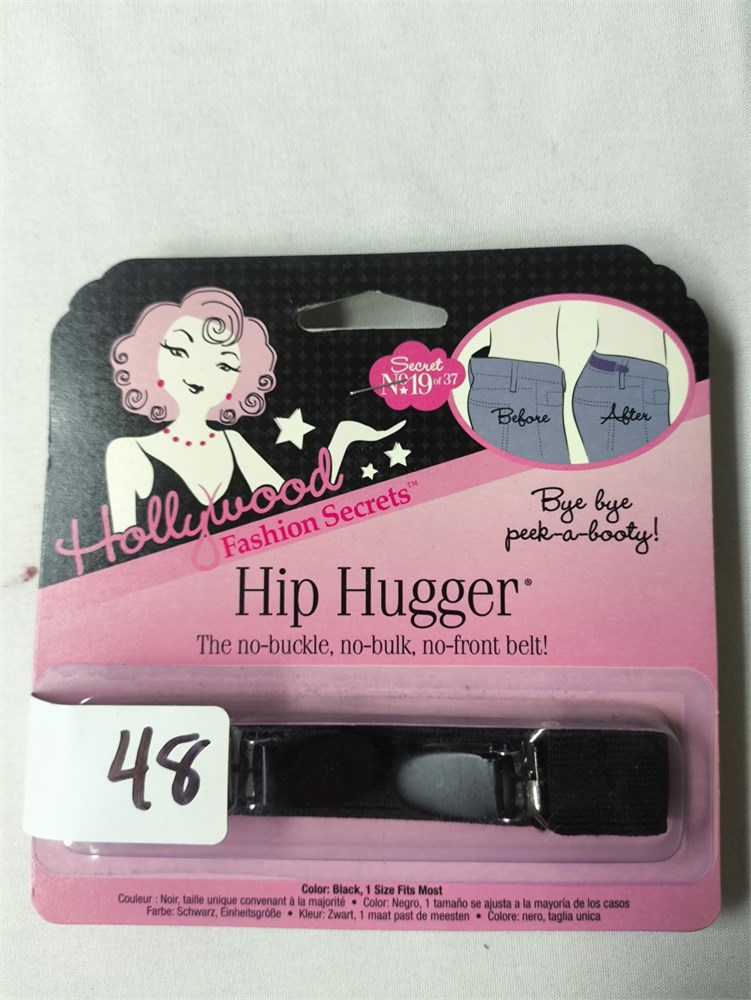 Secret
No 19 of 37
Before
After
Hollywood
Fashion Secrets™
Bye bye
peek-a-booty!
Hip Hugger®
The no-buckle, no-bulk, no-front belt!
48
Color: Black, 1 Size Fits Most
Couleur : Noir, taille unique convenant à la majorité • Color: Negro, 1 tamaño se ajusta a la mayoría de los casos
Farbe: Schwarz, Einheitsgröße • Kleur: Zwart, 1 maat past de meesten • Colore: nero, taglia unica